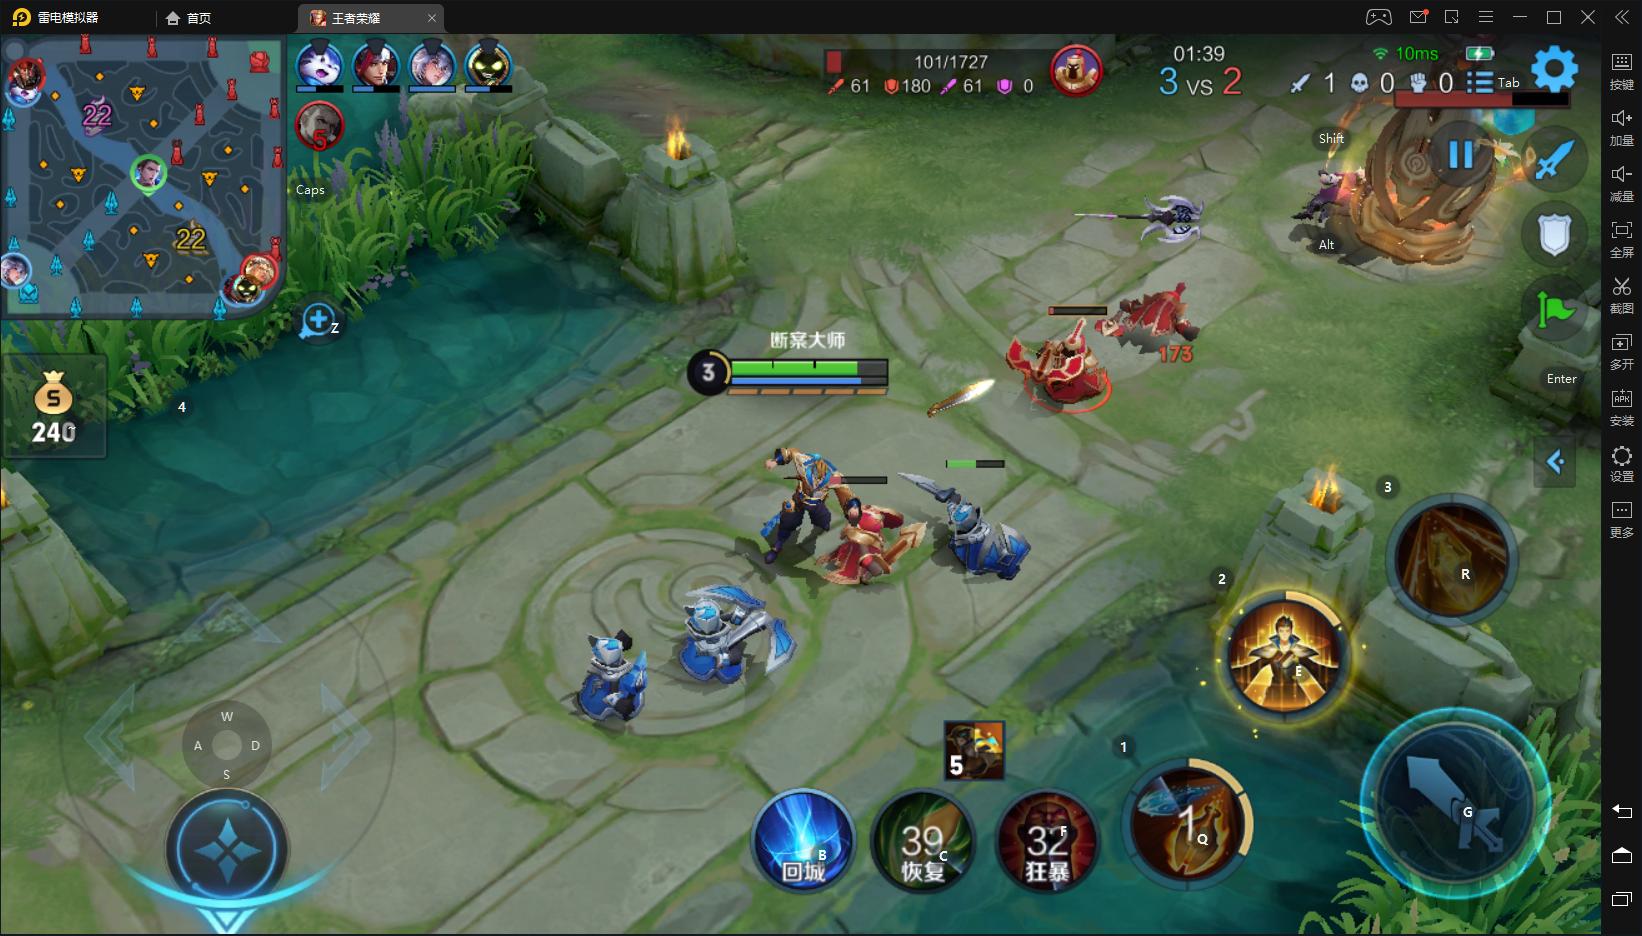 雷电模拟器
首页
王者荣耀
101/1727
61 180 61 0
01:39
3 VS 2
10ms
1 0 0
Tab
22
22
5
Caps
Shift
Alt
Z
断案大师
3
173
Enter
240
4
3
R
2
E
1
W
A D
S
5
B
回城
39
C
恢复
32
F
狂暴
1
Q
G
按键
加量
减量
全屏
截图
多开
APK
安装
设置
更多